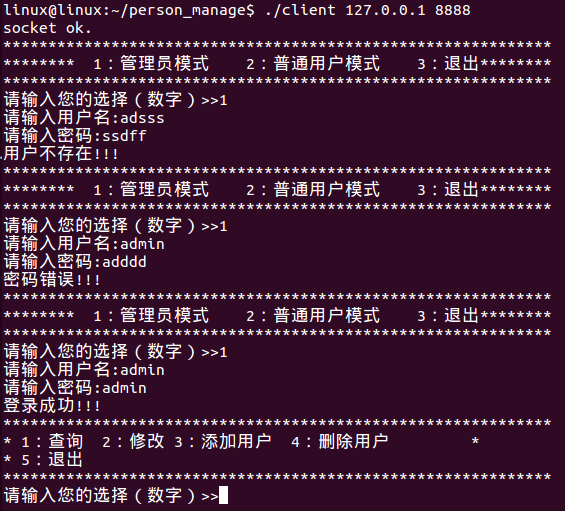 linux@linux:~/person_manage$ ./client 127.0.0.1 8888
socket ok.
************************************************************
******** 1：管理员模式    2：普通用户模式    3：退出********
************************************************************
请输入您的选择（数字）>>1
请输入用户名:adsss
请输入密码:ssdff
用户不存在!!!
************************************************************
******** 1：管理员模式    2：普通用户模式    3：退出********
************************************************************
请输入您的选择（数字）>>1
请输入用户名:admin
请输入密码:adddd
密码错误!!!
************************************************************
******** 1：管理员模式    2：普通用户模式    3：退出********
************************************************************
请输入您的选择（数字）>>1
请输入用户名:admin
请输入密码:admin
登录成功!!!
************************************************************
* 1：查询  2：修改 3：添加用户  4：删除用户         *
* 5：退出
************************************************************
请输入您的选择（数字）>>